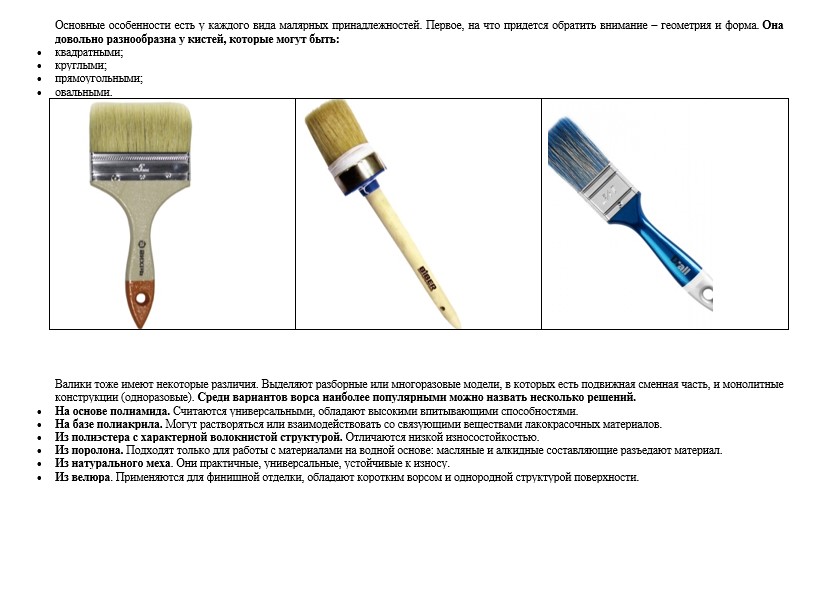 Основные особенности есть у каждого вида малярных принадлежностей. Первое, на что придется обратить внимание – геометрия и форма. Она
довольно разнообразна у кистей, которые могут быть:
• квадратными;
• круглыми;
• прямоугольными;
• овальными.
BIBER
Валики тоже имеют некоторые различия. Выделяют разборные или многоразовые модели, в которых есть подвижная сменная часть, и монолитные
конструкции (одноразовые). Среди вариантов ворса наиболее популярными можно назвать несколько решений.
• На основе полиамида. Считаются универсальными, обладают высокими впитывающими способностями.
• На базе полиакрила. Могут растворяться или взаимодействовать со связующими веществами лакокрасочных материалов.
• Из полиэстера с характерной волокнистой структурой. Отличаются низкой износостойкостью.
• Из поролона. Подходят только для работы с материалами на водной основе: масляные и алкидные составляющие разъедают материал.
• Из натурального меха. Они практичные, универсальные, устойчивые к износу.
• Из велюра. Применяются для финишной отделки, обладают коротким ворсом и однородной структурой поверхности.